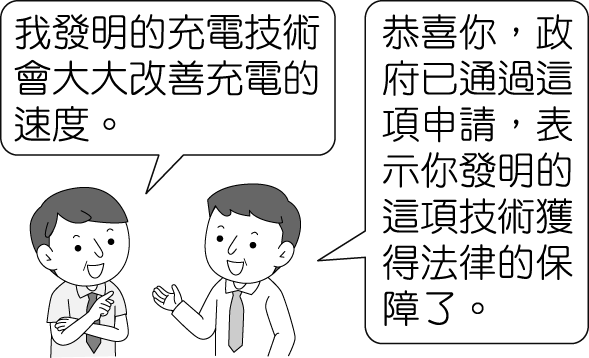 我發明的充電技術
會大大改善充電的
速度。
恭喜你，政
府已通過這
項申請，表
示你發明的
這項技術獲
得法律的保
障了。